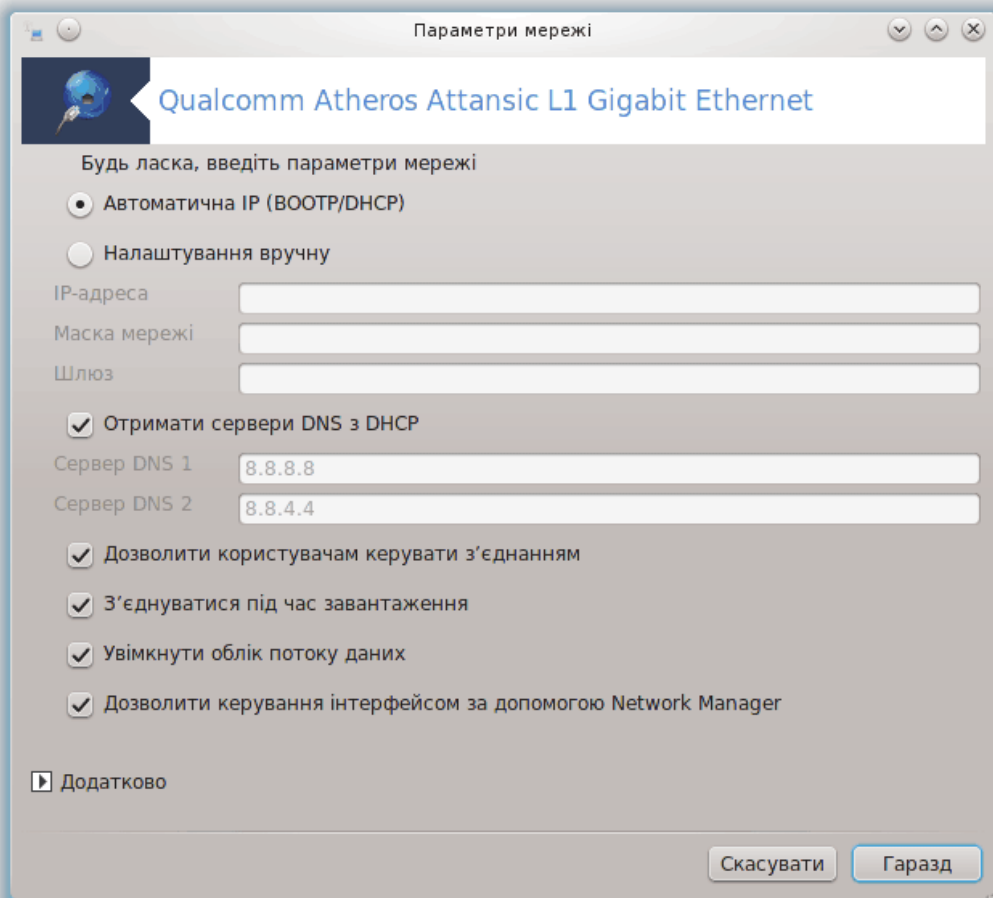 Параметри мережі
Qualcomm Atheros Attansic L1 Gigabit Ethernet
Будь ласка, введіть параметри мережі
Автоматична IP (BOOTP/DHCP)
Налаштування вручну
IP-адреса
Маска мережі
Шлюз
Отримати сервери DNS з DHCP
Сервер DNS 1 8.8.8.8
Сервер DNS 2 8.8.4.4
Дозволити користувачам керувати з’єднанням
З’єднуватися під час завантаження
Увімкнути облік потоку даних
Дозволити керування інтерфейсом за допомогою Network Manager
Додатково
Скасувати Гаразд